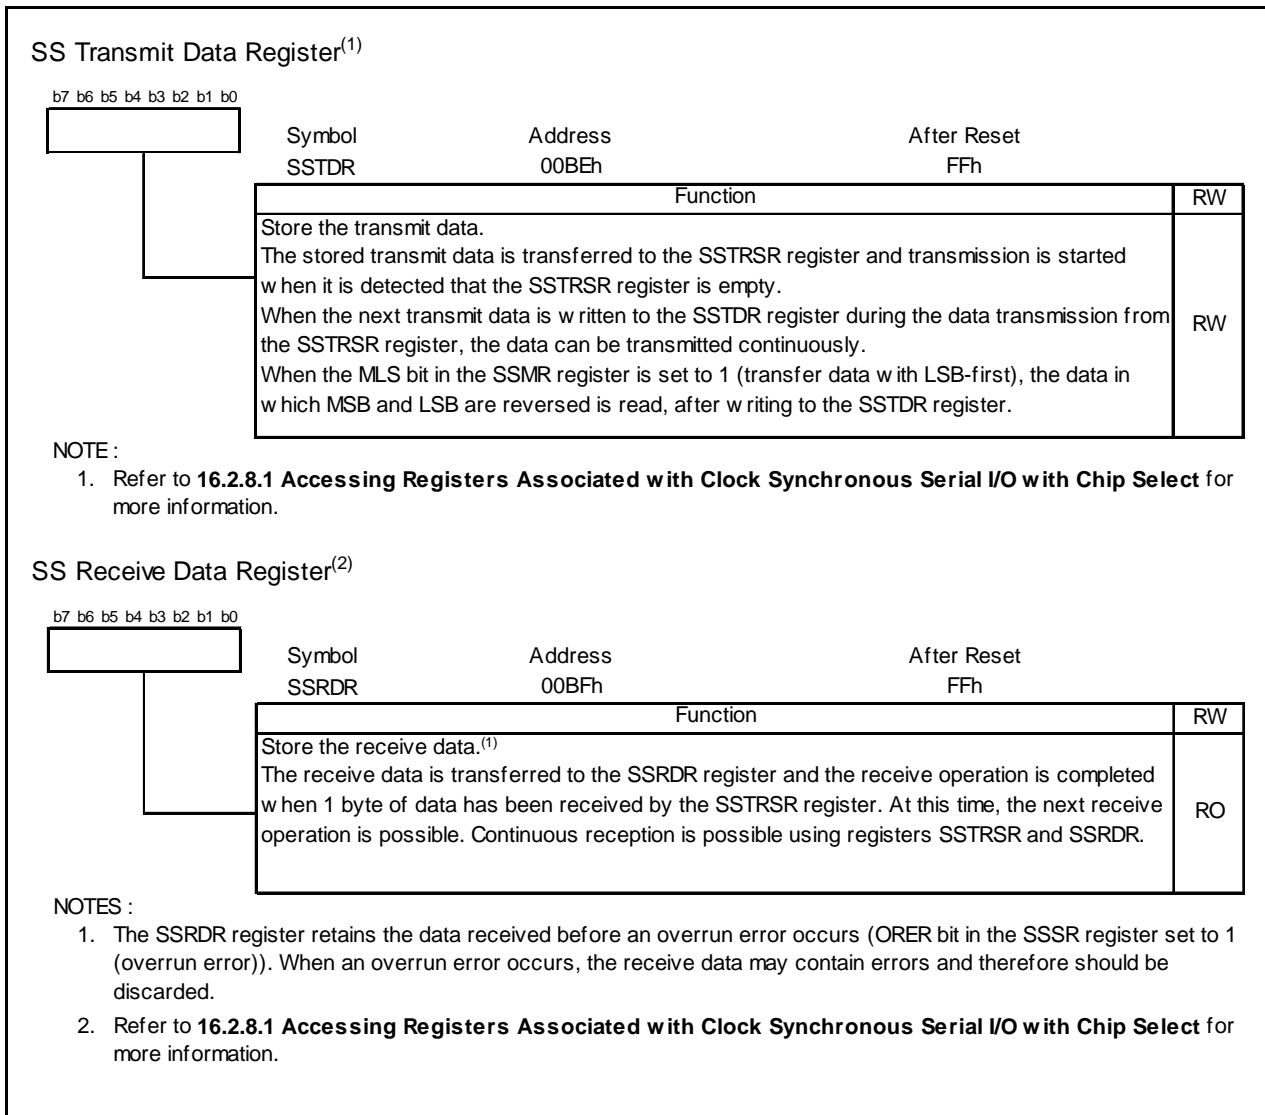 SS Transmit Data Register(1)
b7 b6 b5 b4 b3 b2 b1 b0
Symbol Address After Reset
SSTDR 00BEh FFh
Function RW
Store the transmit data.
The stored transmit data is transferred to the SSTRSR register and transmission is started
when it is detected that the SSTRSR register is empty.
When the next transmit data is written to the SSTDR register during the data transmission from
the SSTRSR register, the data can be transmitted continuously.
When the MLS bit in the SSMR register is set to 1 (transfer data with LSB-first), the data in
which MSB and LSB are reversed is read, after writing to the SSTDR register.
RW
NOTE :
1. Refer to 16.2.8.1 Accessing Registers Associated with Clock Synchronous Serial I/O with Chip Select for
more information.
SS Receive Data Register(2)
b7 b6 b5 b4 b3 b2 b1 b0
Symbol Address After Reset
SSRDR 00BFh FFh
Function RW
Store the receive data.(1)
The receive data is transferred to the SSRDR register and the receive operation is completed
when 1 byte of data has been received by the SSTRSR register. At this time, the next receive
operation is possible. Continuous reception is possible using registers SSTRSR and SSRDR.
RO
NOTES :
1. The SSRDR register retains the data received before an overrun error occurs (ORER bit in the SSSR register set to 1
(overrun error)). When an overrun error occurs, the receive data may contain errors and therefore should be
discarded.
2. Refer to 16.2.8.1 Accessing Registers Associated with Clock Synchronous Serial I/O with Chip Select for
more information.